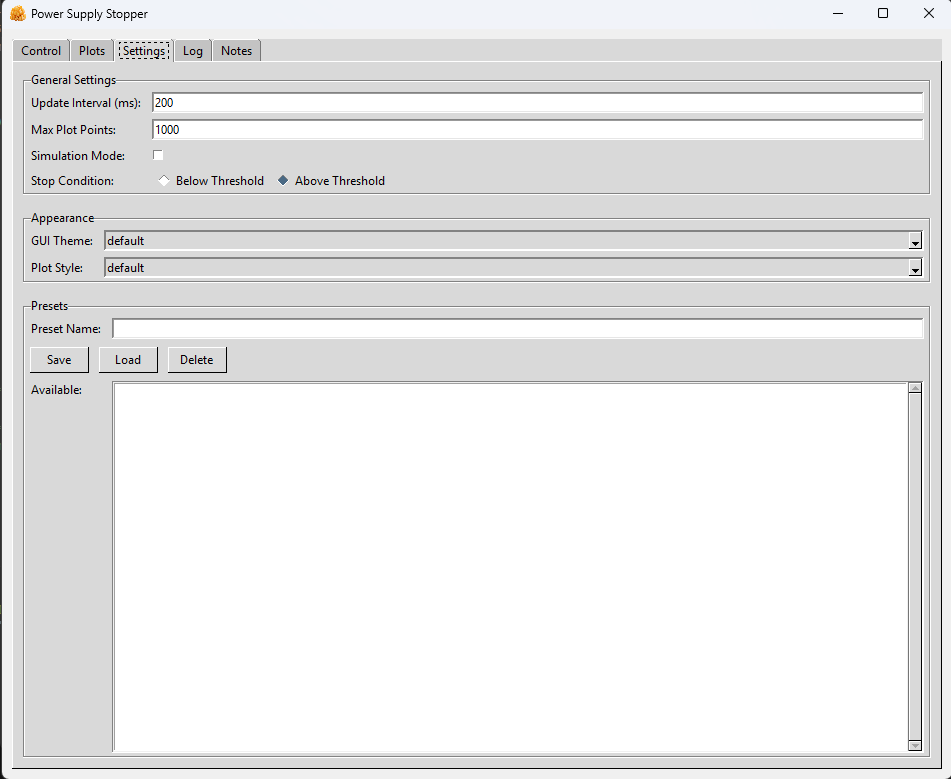 Power Supply Stopper
Control Plots Settings Log Notes
General Settings
Update Interval (ms): 200
Max Plot Points: 1000
Simulation Mode:
Stop Condition: Below Threshold Above Threshold
Appearance
GUI Theme: default
Plot Style: default
Presets
Preset Name:
Save Load Delete
Available: